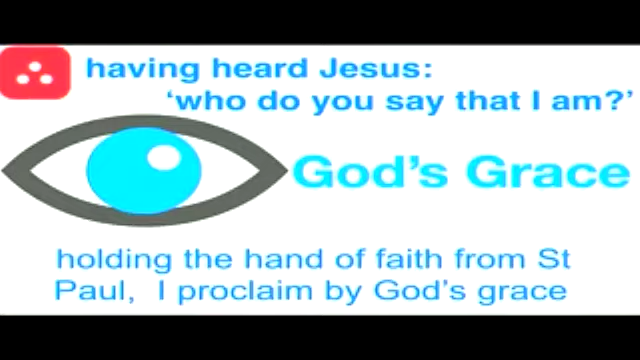 having heard Jesus:
‘who do you say that I am?’
God’s Grace
holding the hand of faith from St
Paul, I proclaim by God’s grace